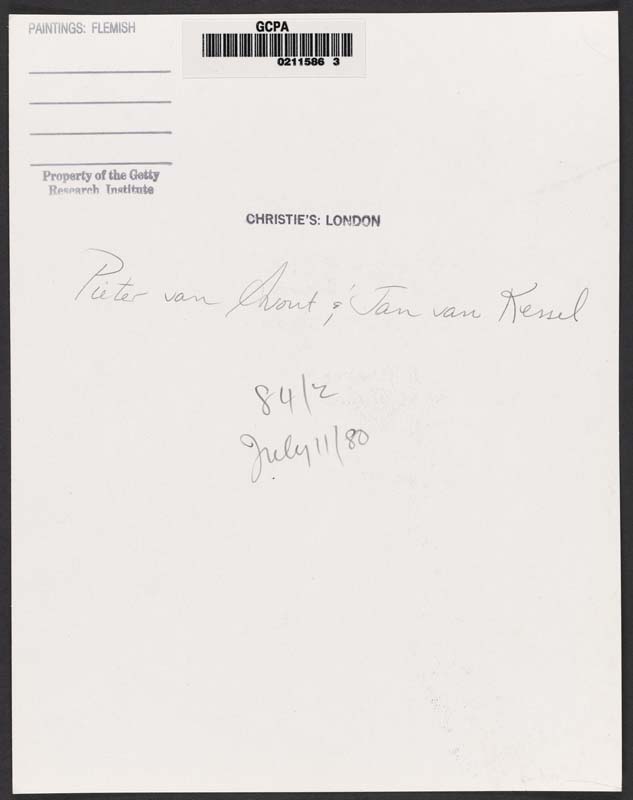 PAINTINGS: FLEMISH
GCPA
0211586 3
Property of the Getty
Research Institute
CHRISTIE'S: LONDON
Pieter van Avont & Jan van Kessel
84/2
July 11/80